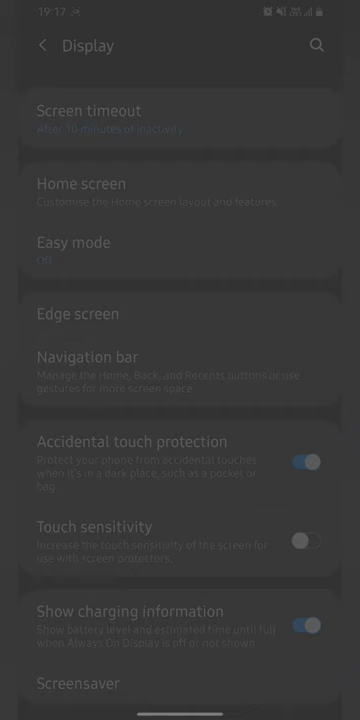 19:17
Display
Screen timeout
After 10 minutes of inactivity
Home screen
Customise the Home screen layout and features.
Easy mode
Off
Edge screen
Navigation bar
Manage the Home, Back, and Recents buttons or use
gestures for more screen space.
Accidental touch protection
Protect your phone from accidental touches
when it's in a dark place, such as a pocket or
bag.
Touch sensitivity
Increase the touch sensitivity of the screen for
use with screen protectors.
Show charging information
Show battery level and estimated time until full
when Always On Display is off or not shown
Screensaver